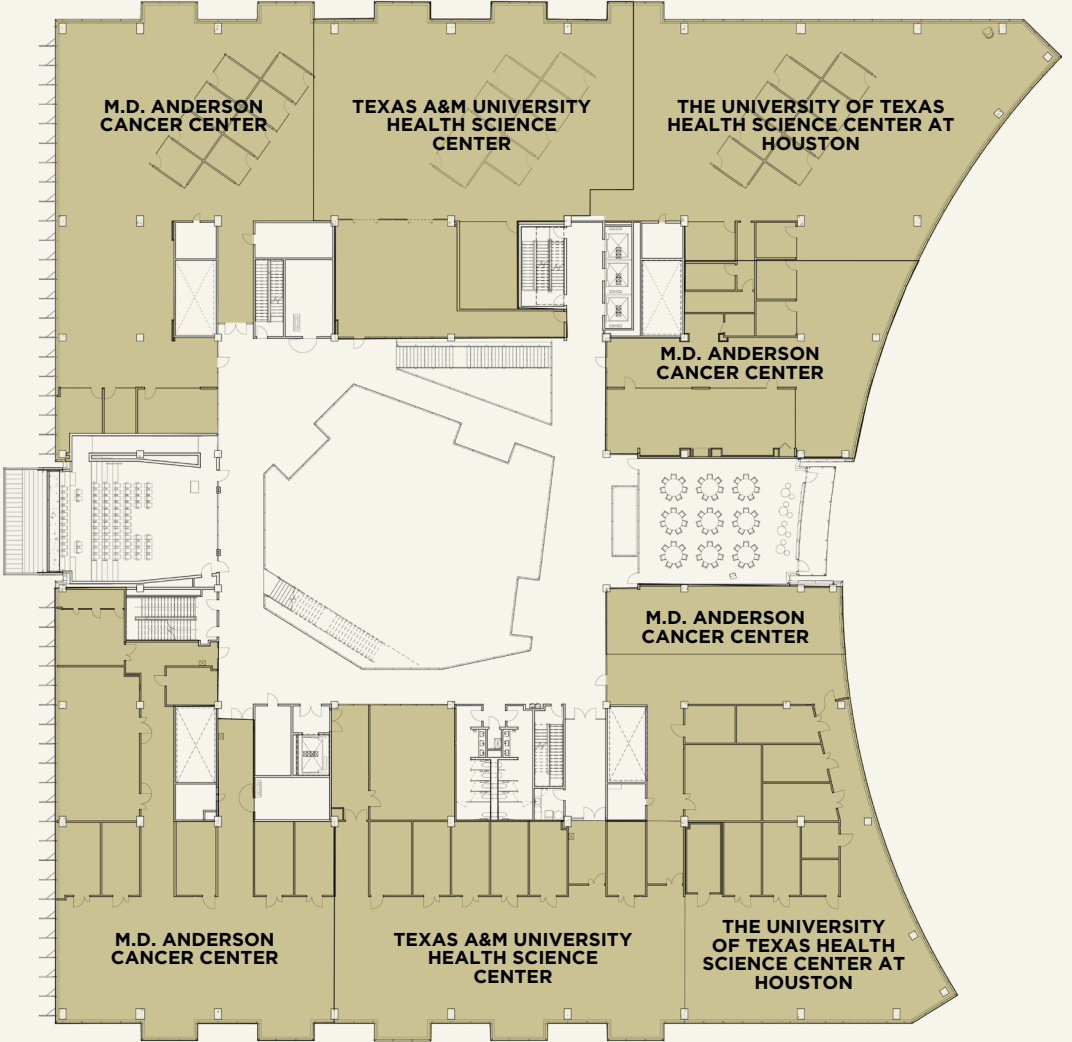 M.D. ANDERSON
CANCER CENTER
TEXAS A&M UNIVERSITY
HEALTH SCIENCE
CENTER
THE UNIVERSITY OF TEXAS
HEALTH SCIENCE CENTER AT
HOUSTON
M.D. ANDERSON
CANCER CENTER
M.D. ANDERSON
CANCER CENTER
M.D. ANDERSON
CANCER CENTER
TEXAS A&M UNIVERSITY
HEALTH SCIENCE
CENTER
THE UNIVERSITY
OF TEXAS HEALTH
SCIENCE CENTER AT
HOUSTON